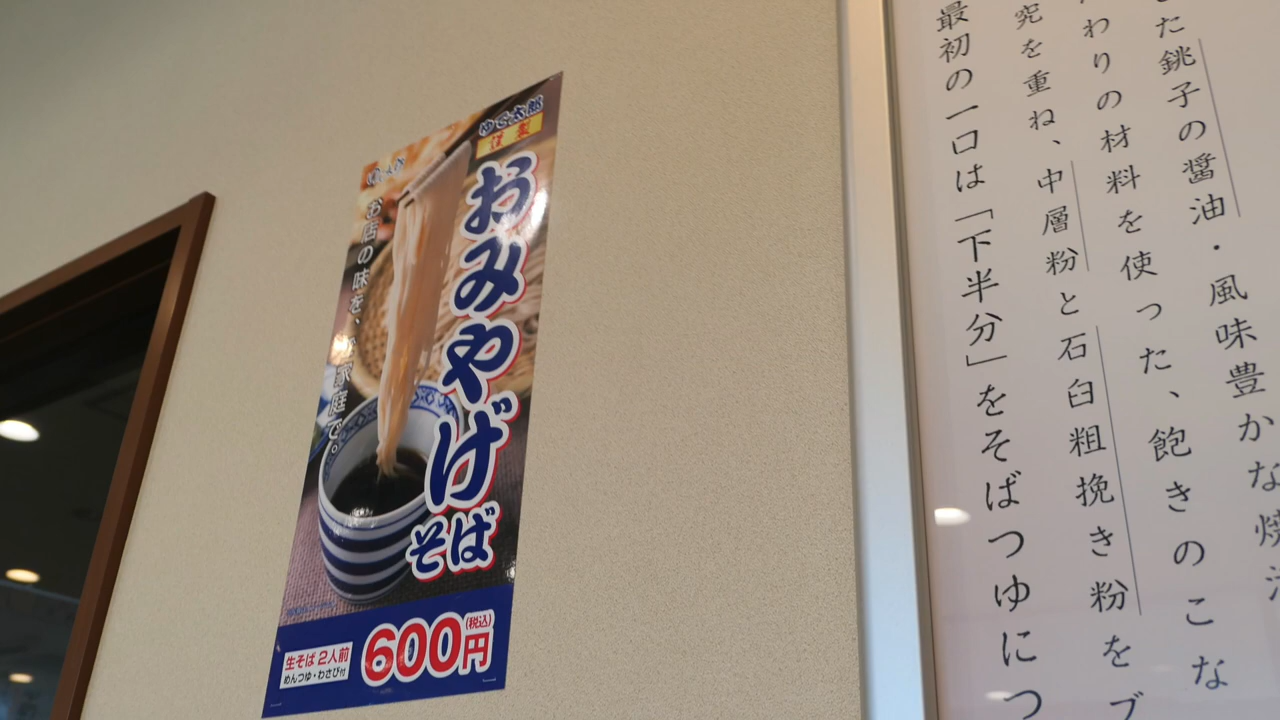 ゆで太郎
謹製
おみやげ
そば
お店の味を、ご家庭で。
生そば 2人前
めんつゆ・わさび付
600円
(税込)
た銚子の醤油・風味豊かな焼
わりの材料を使った、飽きのこな
究を重ね、中層粉と石臼粗挽き粉をブ
最初の一口は「下半分」をそばつゆにつ